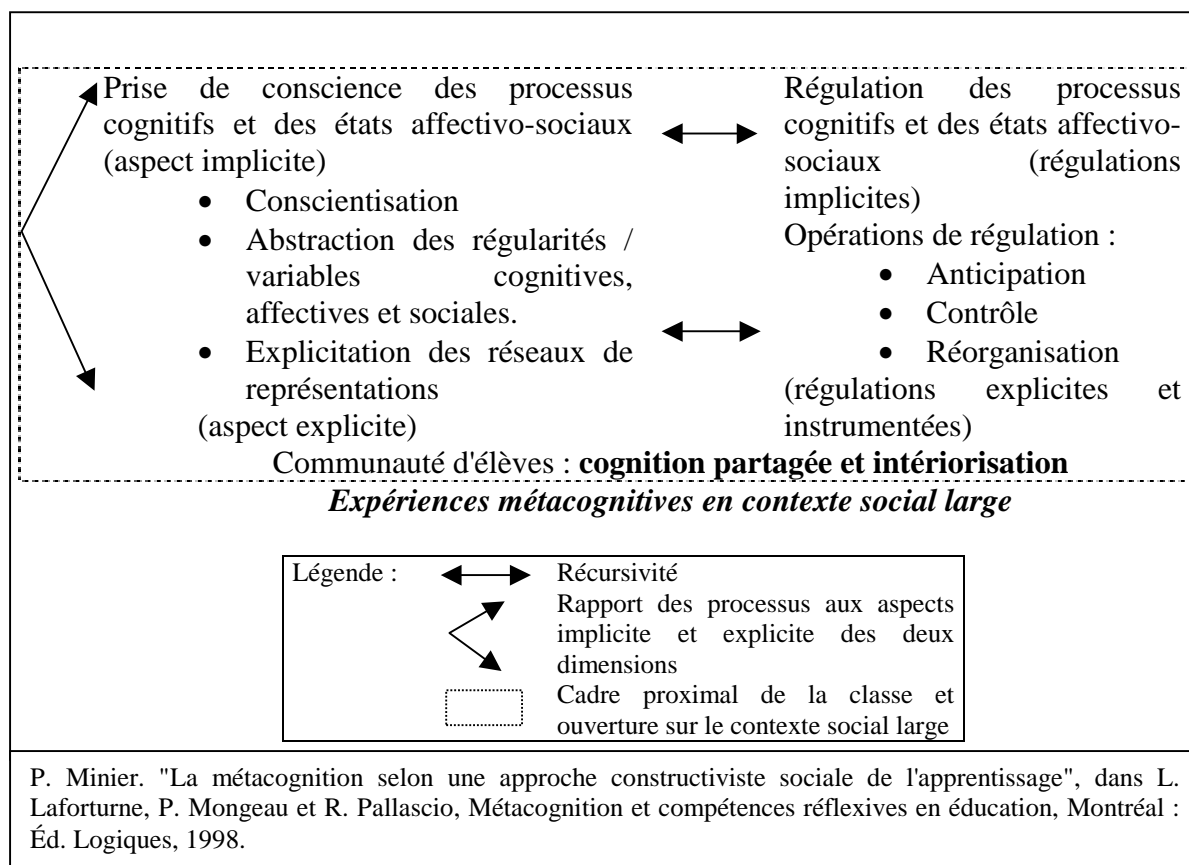 Prise de conscience des processus
cognitifs et des états affectivo-sociaux
(aspect implicite)
• Conscientisation
• Abstraction des régularités /
variables cognitives,
affectives et sociales.
• Explicitation des réseaux de
représentations
(aspect explicite)
Régulation des processus
cognitifs et des états affectivo-
sociaux (régulations
implicites)
Opérations de régulation :
• Anticipation
• Contrôle
• Réorganisation
(régulations explicites et
instrumentées)
Communauté d'élèves : cognition partagée et intériorisation
Expériences métacognitives en contexte social large
Légende :
Récursivité
Rapport des processus aux aspects
implicite et explicite des deux
dimensions
Cadre proximal de la classe et
ouverture sur le contexte social large
P. Minier. "La métacognition selon une approche constructiviste sociale de l'apprentissage", dans L.
Laforturne, P. Mongeau et R. Pallascio, Métacognition et compétences réflexives en éducation, Montréal :
Éd. Logiques, 1998.